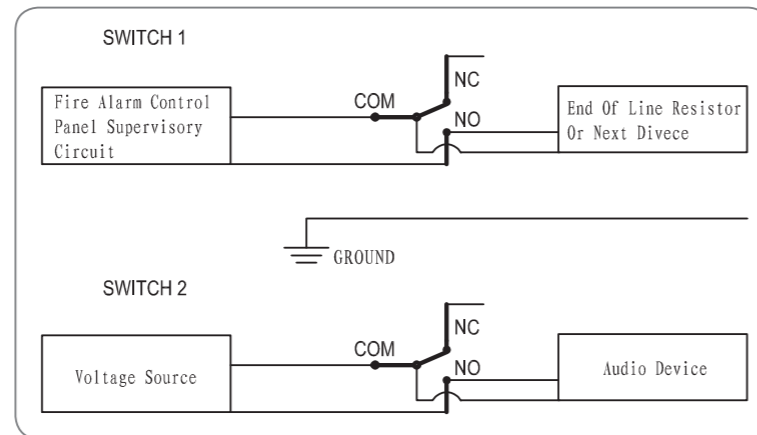 SWITCH 1
NC
COM
Fire Alarm Control
Panel Supervisory
Circuit
NO
End Of Line Resistor
Or Next Divece
GROUND
SWITCH 2
NC
COM
Voltage Source
NO
Audio Device